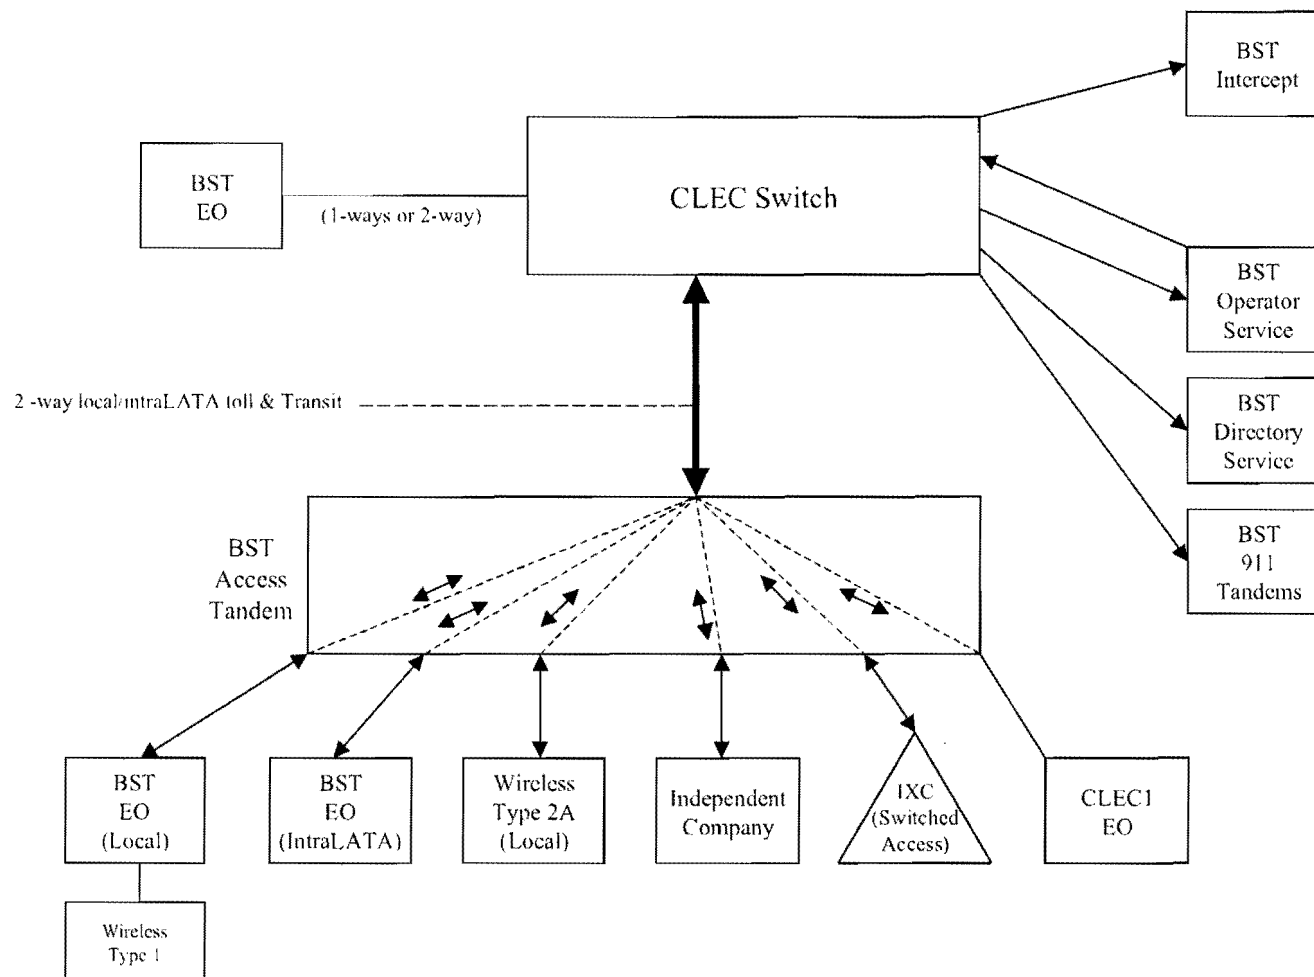 BST
Intercept
BST
EO
(1-ways or 2-way)
CLEC Switch
BST
Operator
Service
2 -way local/intraLATA toll & Transit
BST
Directory
Service
BST
911
Tandems
BST
Access
Tandem
BST
EO
(Local)
BST
EO
(IntraLATA)
Wireless
Type 2A
(Local)
Independent
Company
IXC
(Switched
Access)
CLEC1
EO
Wireless
Type 1